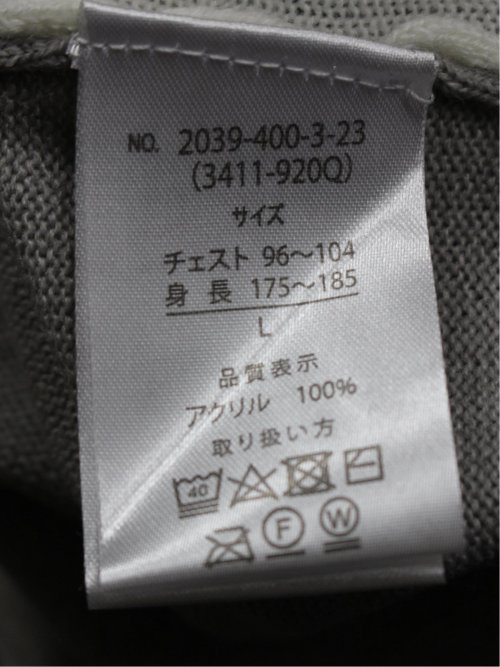 NO. 2039-400-3-23
(3411-920Q)
サイズ
チェスト 96～104
身 長 175～185
L
品質表示
アクリル 100%
取り扱い方
40
F W